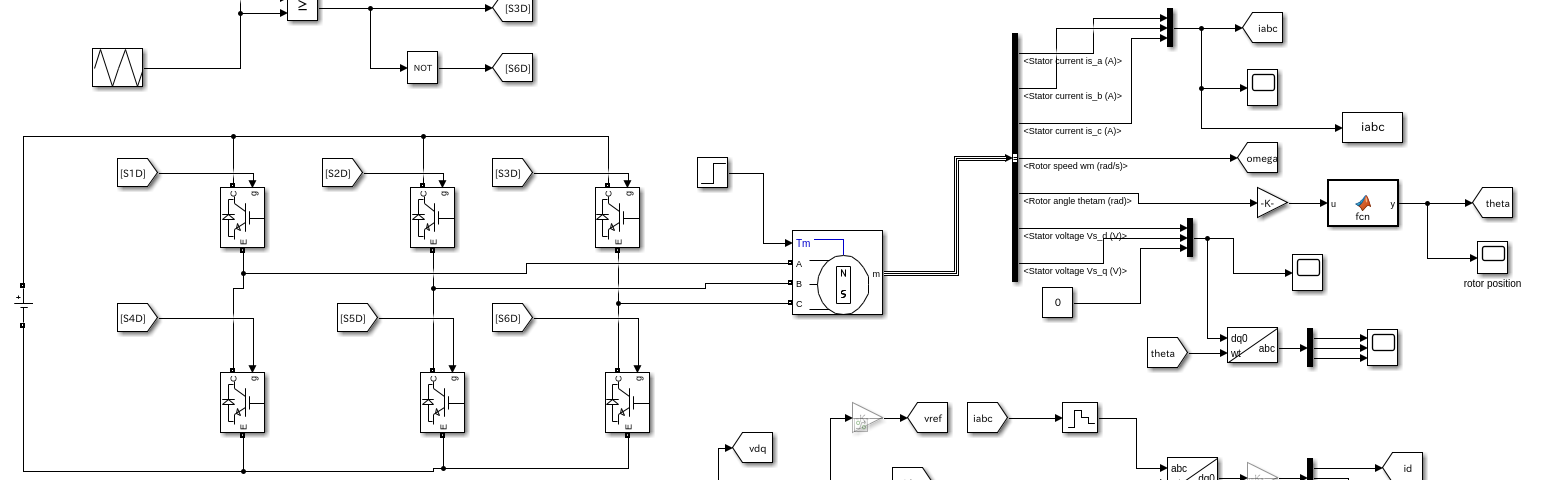 ≥
[S3D]
NOT
[S6D]
<Stator current is_a (A)>
<Stator current is_b (A)>
<Stator current is_c (A)>
<Rotor speed wm (rad/s)>
<Rotor angle thetam (rad)>
<Stator voltage Vs_d (V)>
<Stator voltage Vs_q (V)>
iabc
iabc
omega
-K-
u
fcn
y
theta
rotor position
0
theta
dq0
wt
abc
[S1D]
[S2D]
[S3D]
C
g
E
C
g
E
C
g
E
Tm
A
B
C
N
S
m
+
[S4D]
[S5D]
[S6D]
C
g
E
C
g
E
C
g
E
vdq
-K-
vref
iabc
abc
dq0
-K-
id